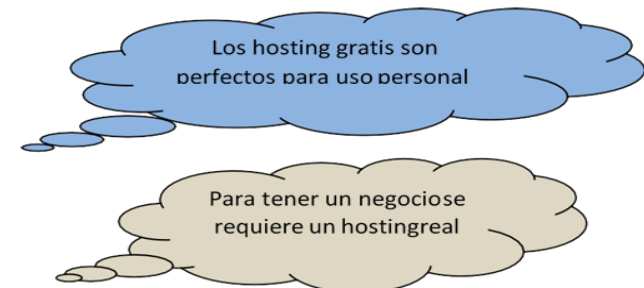 Los hosting gratis son
perfectos para uso personal
Para tener un negociose
requiere un hostingreal